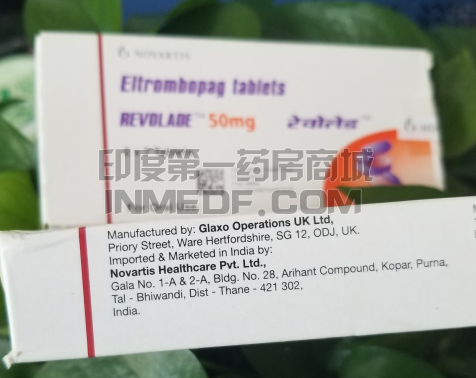 NOVARTIS
Eltrombopag tablets
REVOLADE™ 50mg रेवोलेड™
印度第一药房商城
INMEDF.COM
Manufactured by: Glaxo Operations UK Ltd,
Priory Street, Ware Hertfordshire, SG 12, ODJ, UK.
Imported & Marketed in India by:
Novartis Healthcare Pvt. Ltd.,
Gala No. 1-A & 2-A, Bldg. No. 28, Arihant Compound, Kopar, Purna,
Tal - Bhiwandi, Dist - Thane - 421 302,
India.